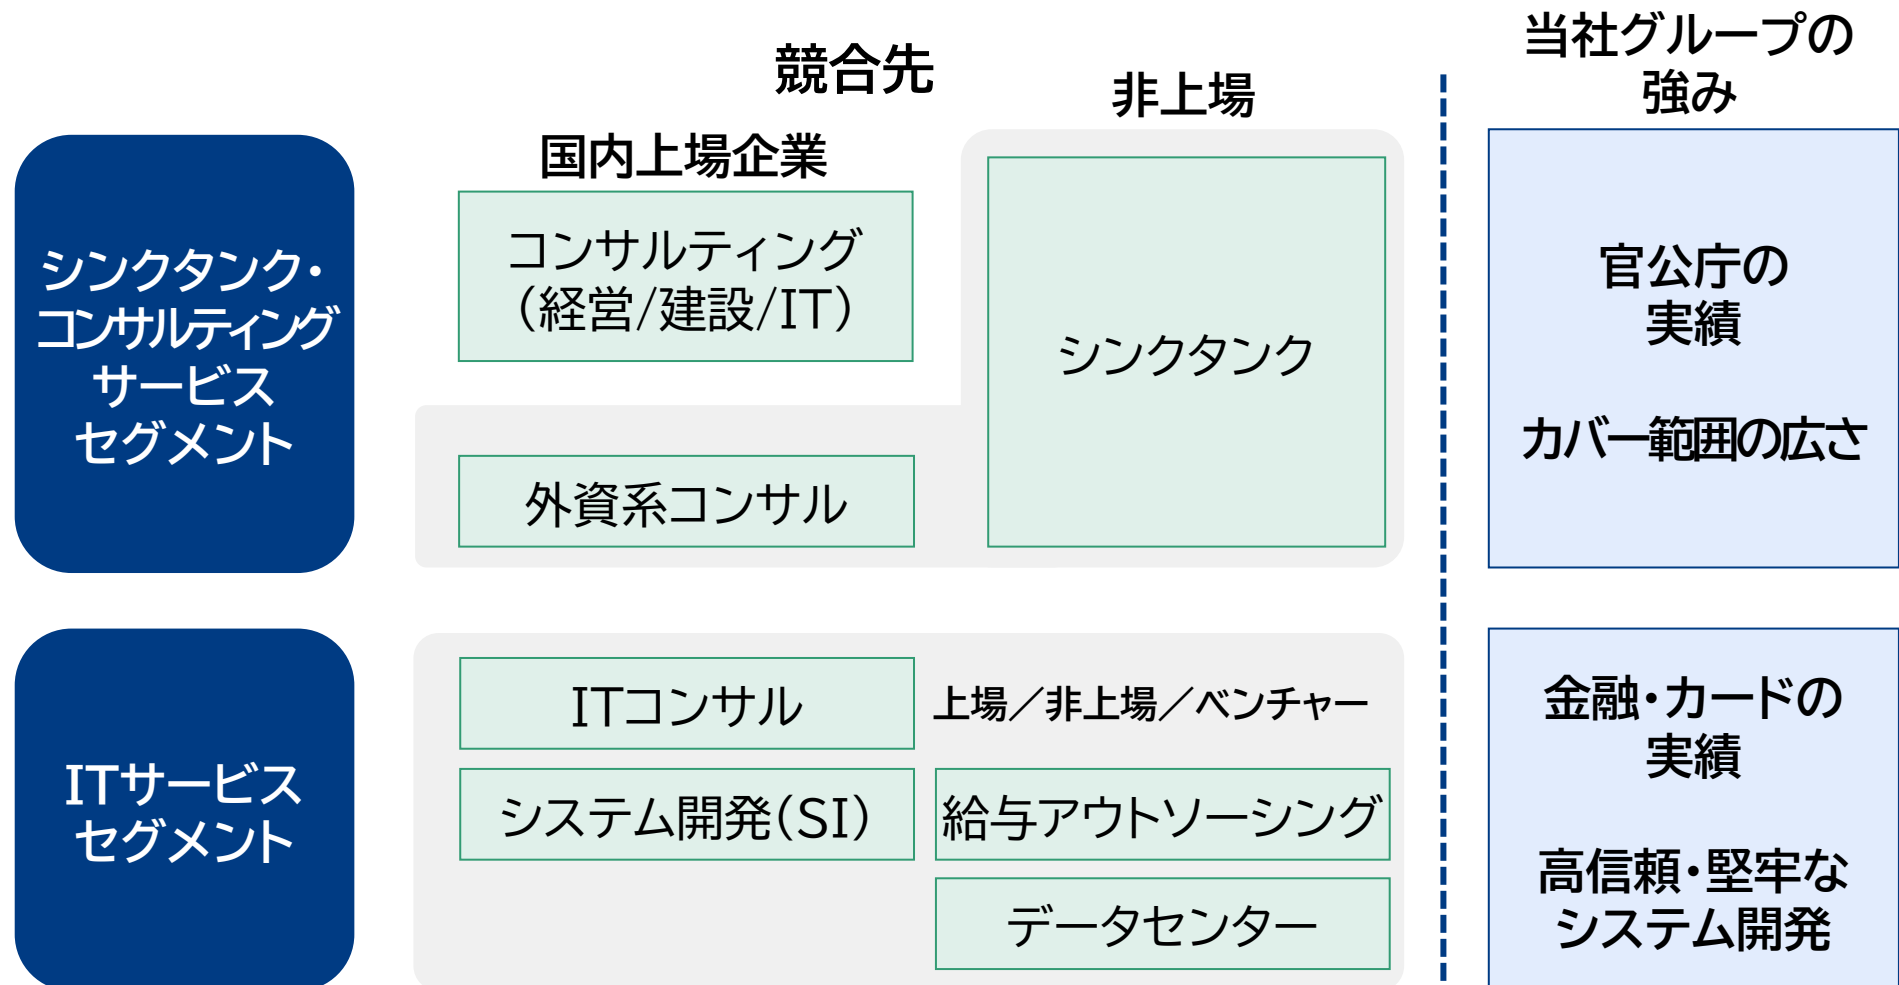 競合先
非上場
当社グループの
強み
国内上場企業
シンクタンク・
コンサルティング
サービス
セグメント
コンサルティング
（経営/建設/IT）
シンクタンク
外資系コンサル
官公庁の
実績
カバー範囲の広さ
ITサービス
セグメント
ITコンサル
上場／非上場／ベンチャー
システム開発（SI）
給与アウトソーシング
データセンター
金融・カードの
実績
高信頼・堅牢な
システム開発